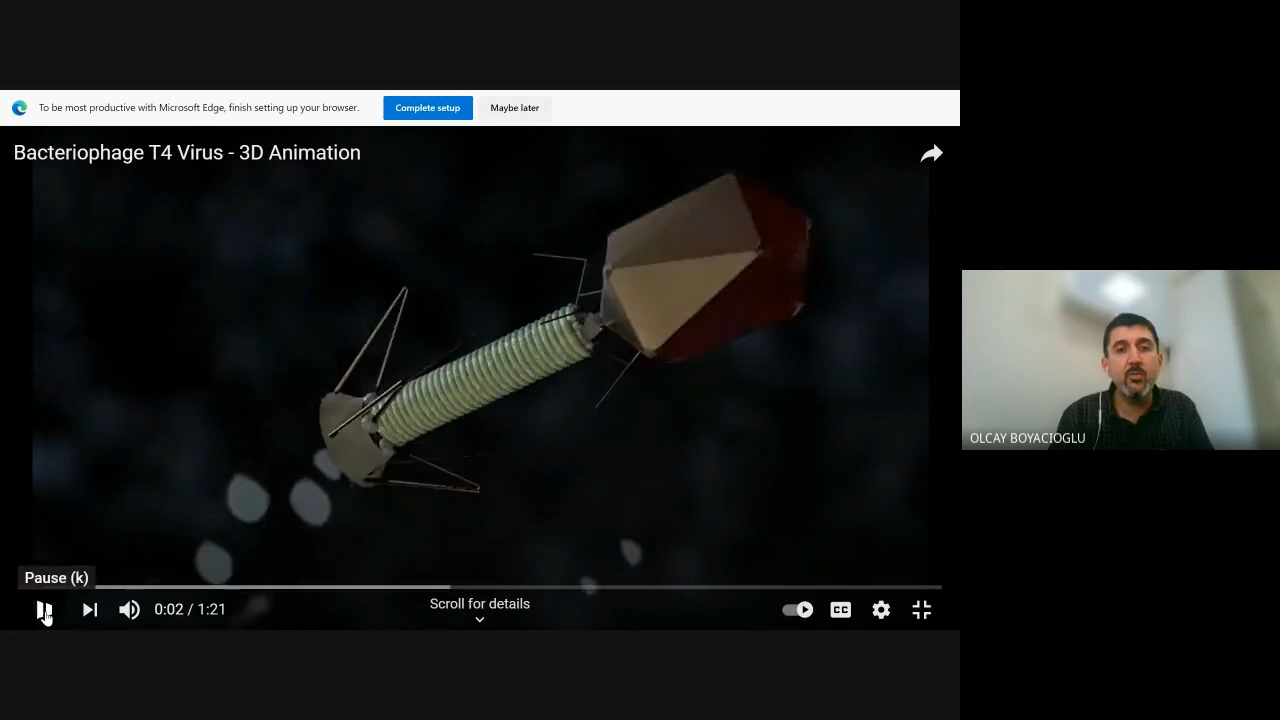 To be most productive with Microsoft Edge, finish setting up your browser.
Complete setup
Maybe later
Bacteriophage T4 Virus - 3D Animation
OLCAY BOYACIOGLU
Pause (k)
0:02 / 1:21
Scroll for details
CC